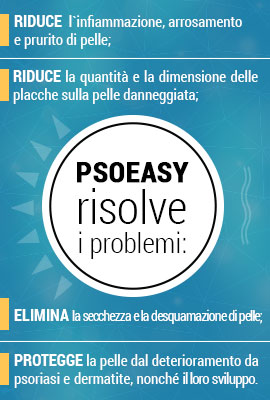 RIDUCE l`infiammazione, arrosamento
e prurito di pelle;
RIDUCE la quantità e la dimensione delle
placche sulla pelle danneggiata;
PSOEASY
risolve
i problemi:
ELIMINA la secchezza e la desquamazione di pelle;
PROTEGGE la pelle dal deterioramento da
psoriasi e dermatite, nonché il loro sviluppo.